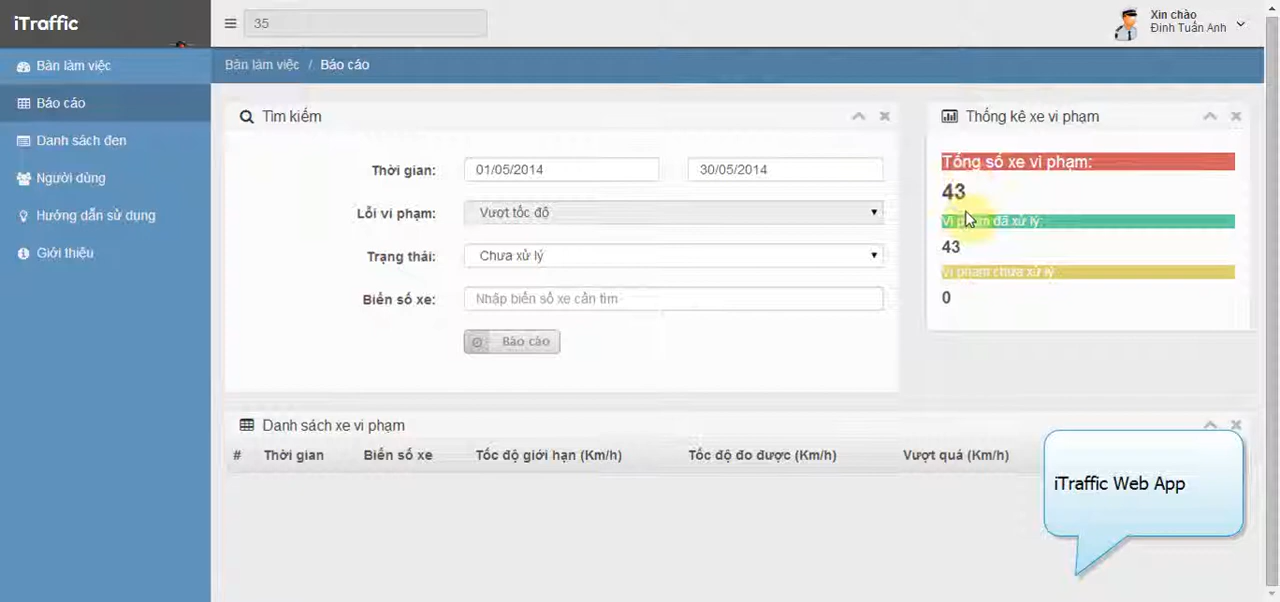 iTraffic
35
Xin chào
Đinh Tuấn Anh
Bàn làm việc
Báo cáo
Danh sách đen
Người dùng
Hướng dẫn sử dụng
Giới thiệu
Bàn làm việc / Báo cáo
Tìm kiếm
Thời gian: 01/05/2014 30/05/2014
Lỗi vi phạm: Vượt tốc độ
Trạng thái: Chưa xử lý
Biển số xe: Nhập biển số xe cần tìm
Báo cáo
Thống kê xe vi phạm
Tổng số xe vi phạm:
43
Vi phạm đã xử lý
43
Vi phạm chưa xử lý
0
Danh sách xe vi phạm
# Thời gian Biển số xe Tốc độ giới hạn (Km/h) Tốc độ đo được (Km/h) Vượt quá (Km/h)
iTraffic Web App